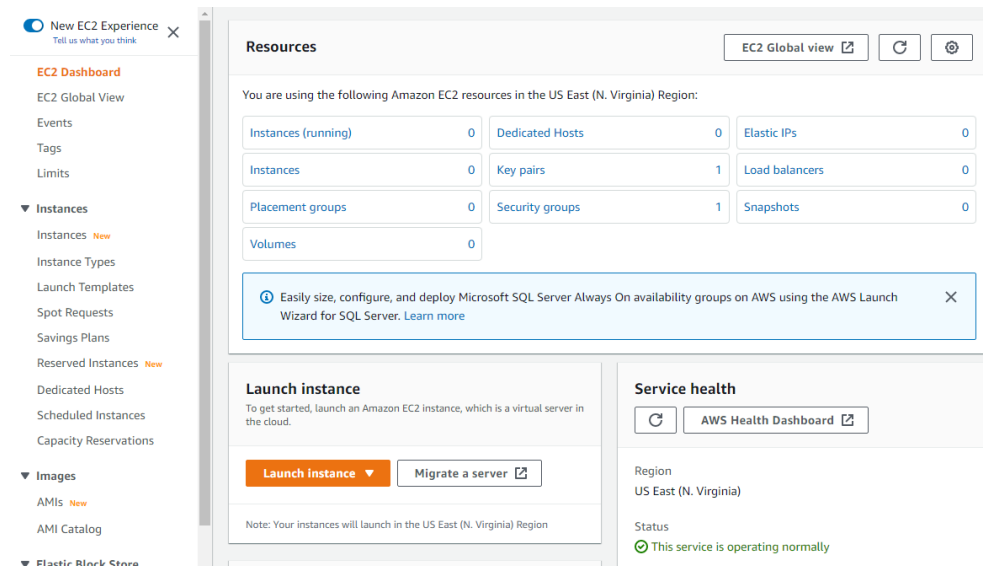 New EC2 Experience
Tell us what you think
EC2 Dashboard
EC2 Global View
Events
Tags
Limits
Instances
Instances New
Instance Types
Launch Templates
Spot Requests
Savings Plans
Reserved Instances New
Dedicated Hosts
Scheduled Instances
Capacity Reservations
Images
AMIs New
AMI Catalog
Elastic Block Store
Resources
EC2 Global view
You are using the following Amazon EC2 resources in the US East (N. Virginia) Region:
Instances (running) 0
Dedicated Hosts 0
Elastic IPs 0
Instances 0
Key pairs 1
Load balancers 0
Placement groups 0
Security groups 1
Snapshots 0
Volumes 0
Easily size, configure, and deploy Microsoft SQL Server Always On availability groups on AWS using the AWS Launch
Wizard for SQL Server. Learn more
Launch instance
To get started, launch an Amazon EC2 instance, which is a virtual server in
the cloud.
Launch instance
Migrate a server
Note: Your instances will launch in the US East (N. Virginia) Region
Service health
AWS Health Dashboard
Region
US East (N. Virginia)
Status
This service is operating normally